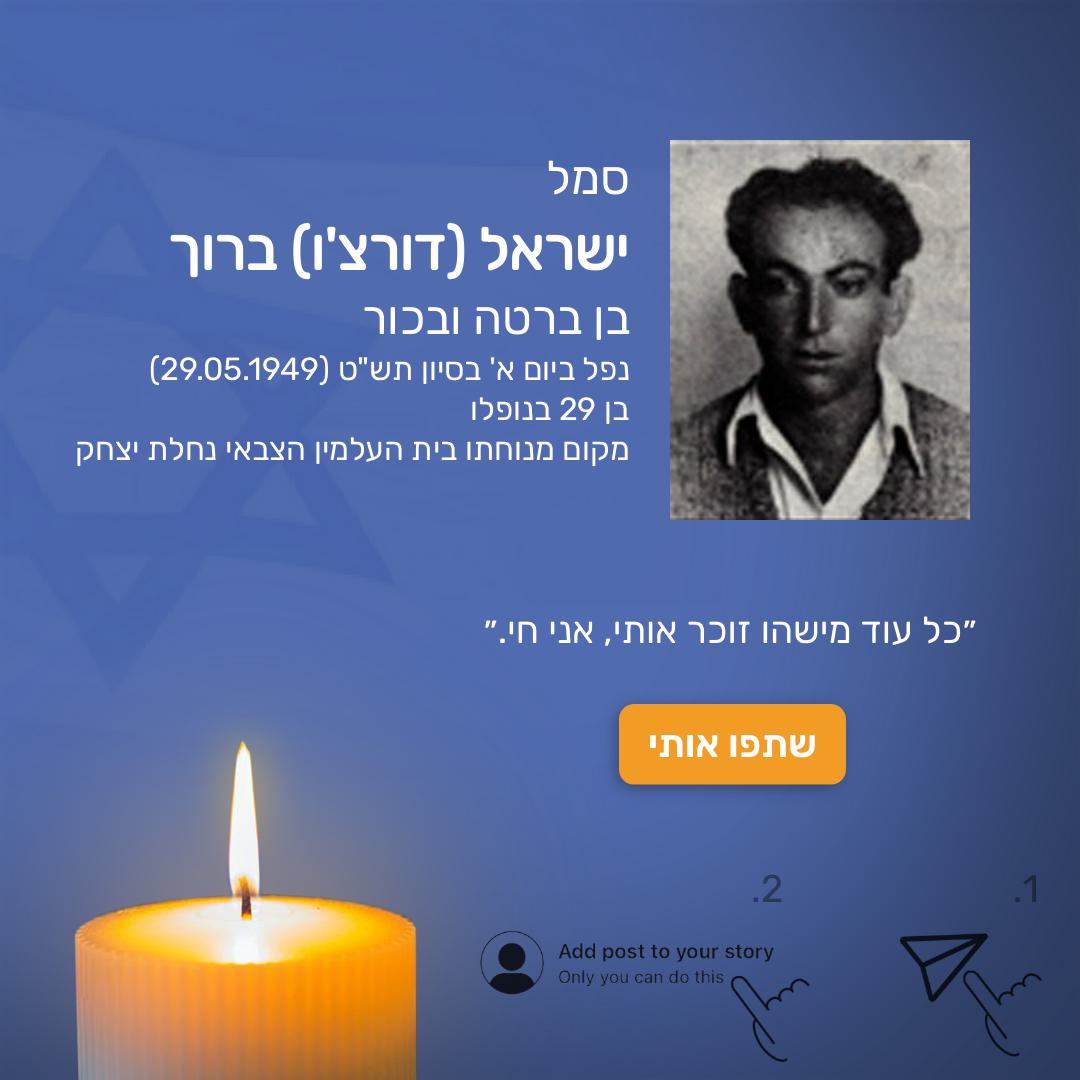 סמל
ישראל (דורצ'ו) ברוך
בן ברטה ובכור
נפל ביום א' בסיון תש"ט (29.05.1949)
בן 29 בנופלו
מקום מנוחתו בית העלמין הצבאי נחלת יצחק
״כל עוד מישהו זוכר אותי, אני חי.״
שתפו אותי
.1
.2
Add post to your story
Only you can do this